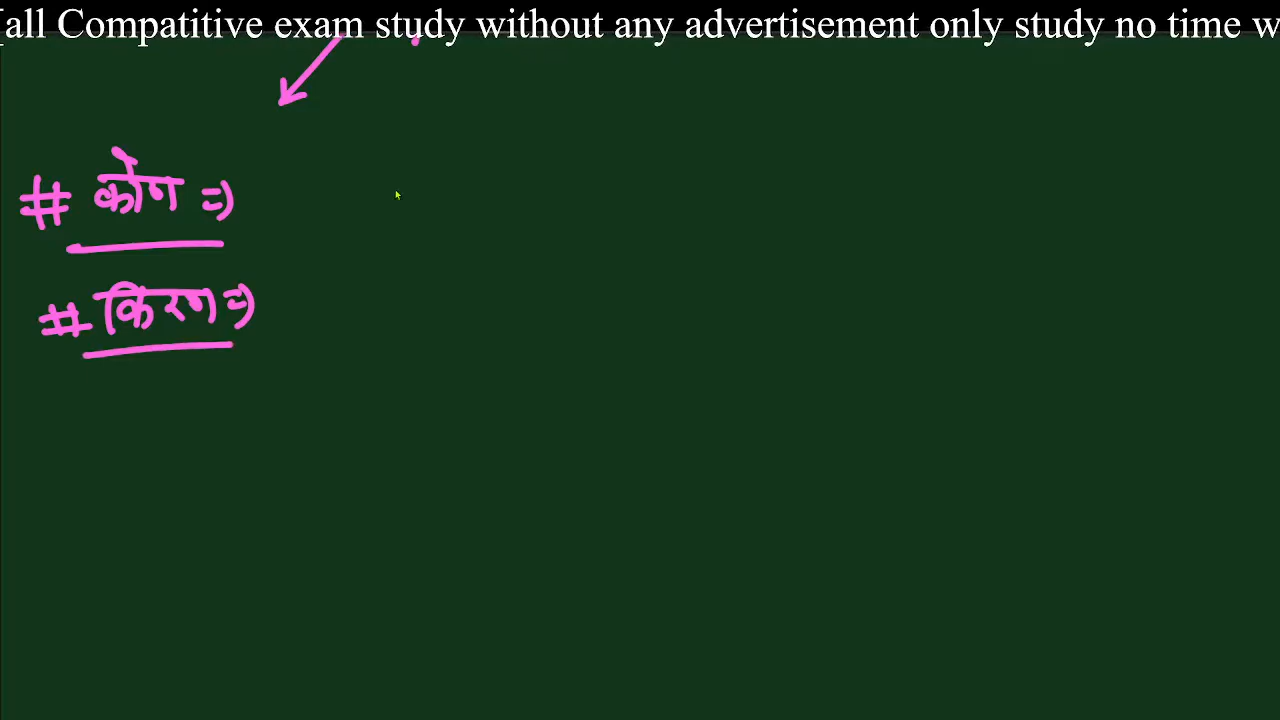 [all Compatitive exam study without any advertisement only study no time w
# कोण =)
# किरण =)